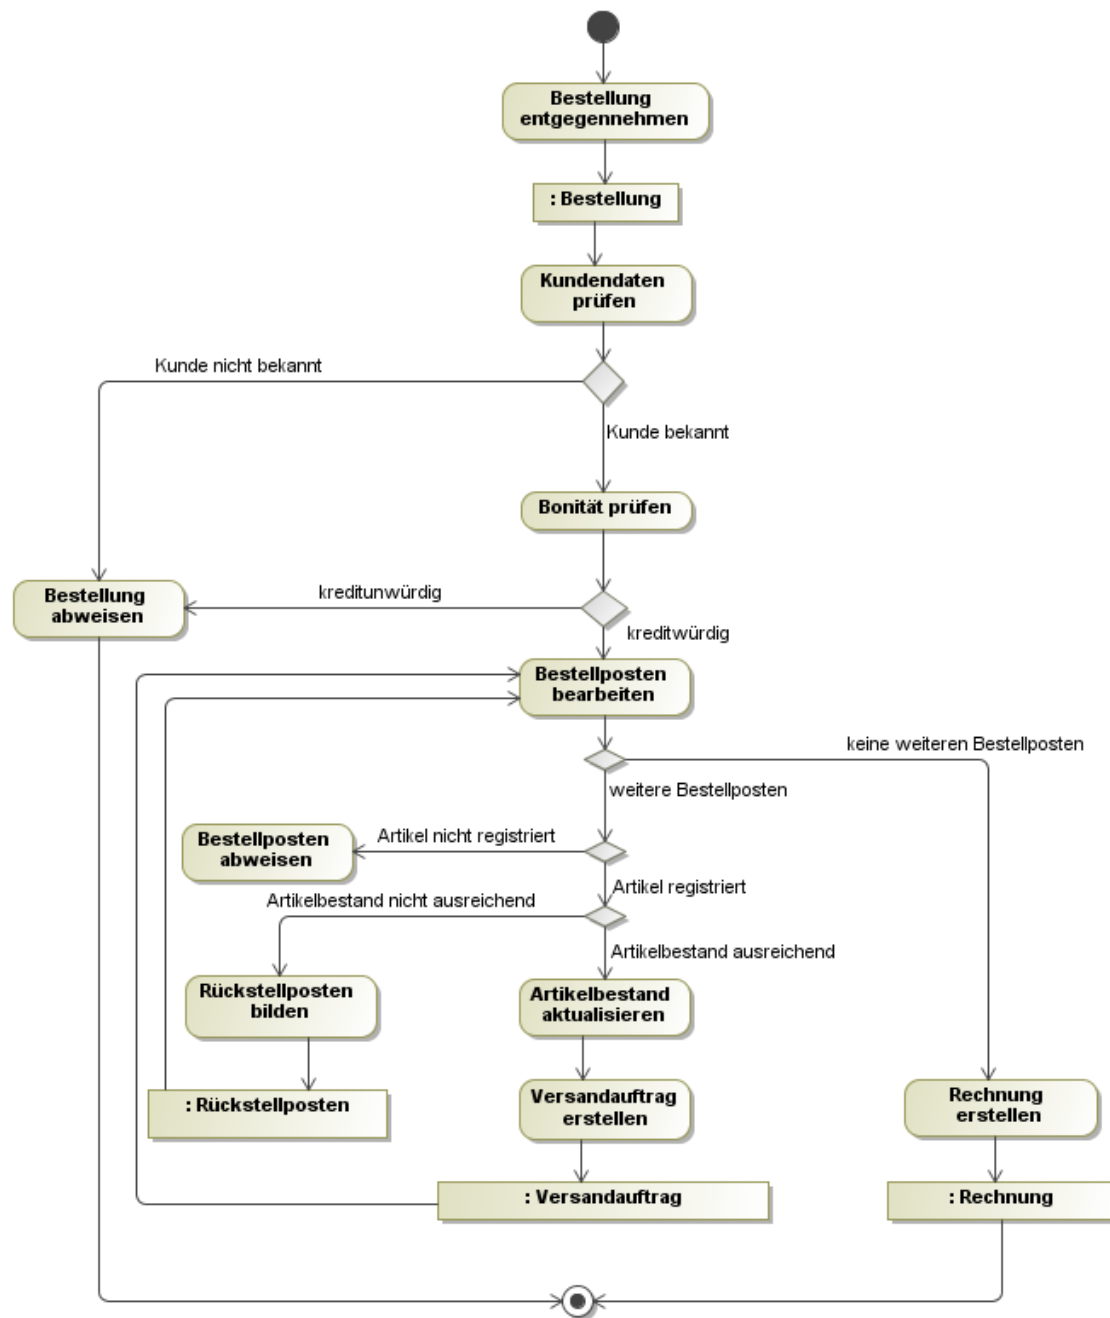 Bestellung
entgegennehmen
: Bestellung
Kundendaten
prüfen
Kunde nicht bekannt
Kunde bekannt
Bonität prüfen
Bestellung
abweisen
kreditunwürdig
kreditwürdig
Bestellposten
bearbeiten
keine weiteren Bestellposten
weitere Bestellposten
Bestellposten
abweisen
Artikel nicht registriert
Artikel registriert
Artikelbestand nicht ausreichend
Artikelbestand ausreichend
Rückstellposten
bilden
Artikelbestand
aktualisieren
: Rückstellposten
Versandauftrag
erstellen
Rechnung
erstellen
: Versandauftrag
: Rechnung